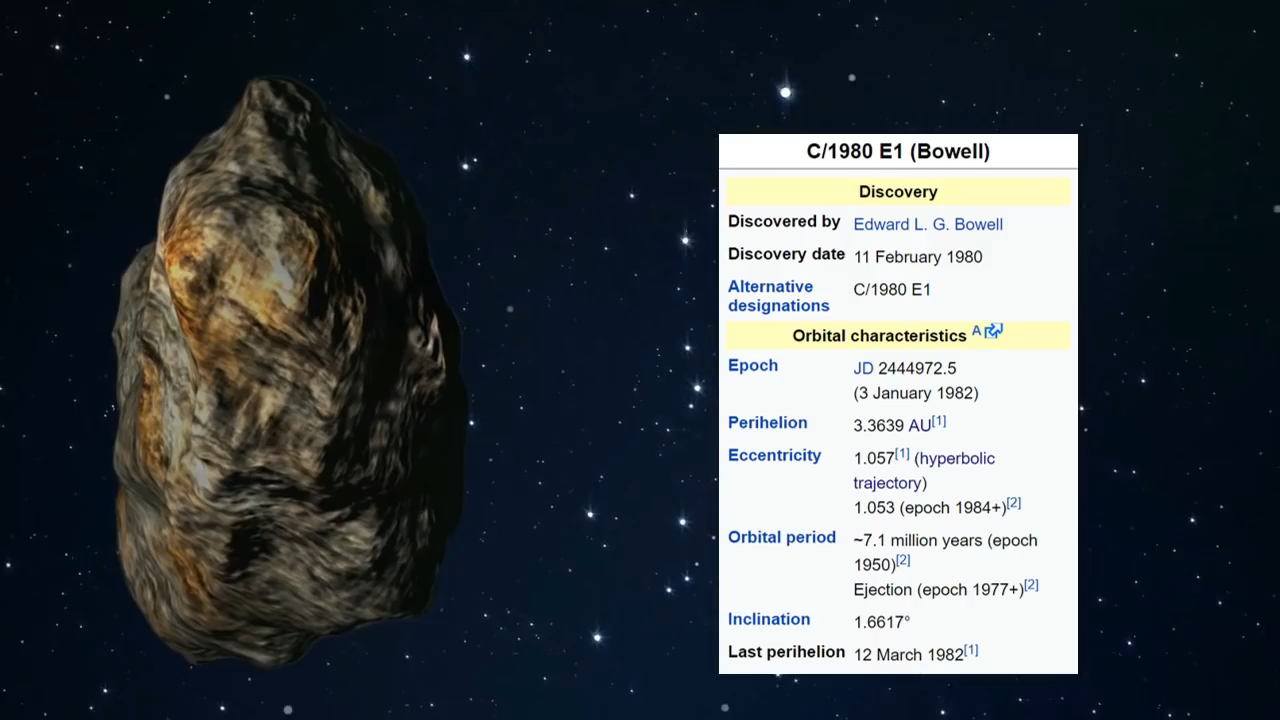 C/1980 E1 (Bowell)
Discovery
Discovered by Edward L. G. Bowell
Discovery date 11 February 1980
Alternative designations C/1980 E1
Orbital characteristics A
Epoch JD 2444972.5
(3 January 1982)
Perihelion 3.3639 AU[1]
Eccentricity 1.057[1] (hyperbolic
trajectory)
1.053 (epoch 1984+)[2]
Orbital period ~7.1 million years (epoch
1950)[2]
Ejection (epoch 1977+)[2]
Inclination 1.6617°
Last perihelion 12 March 1982[1]